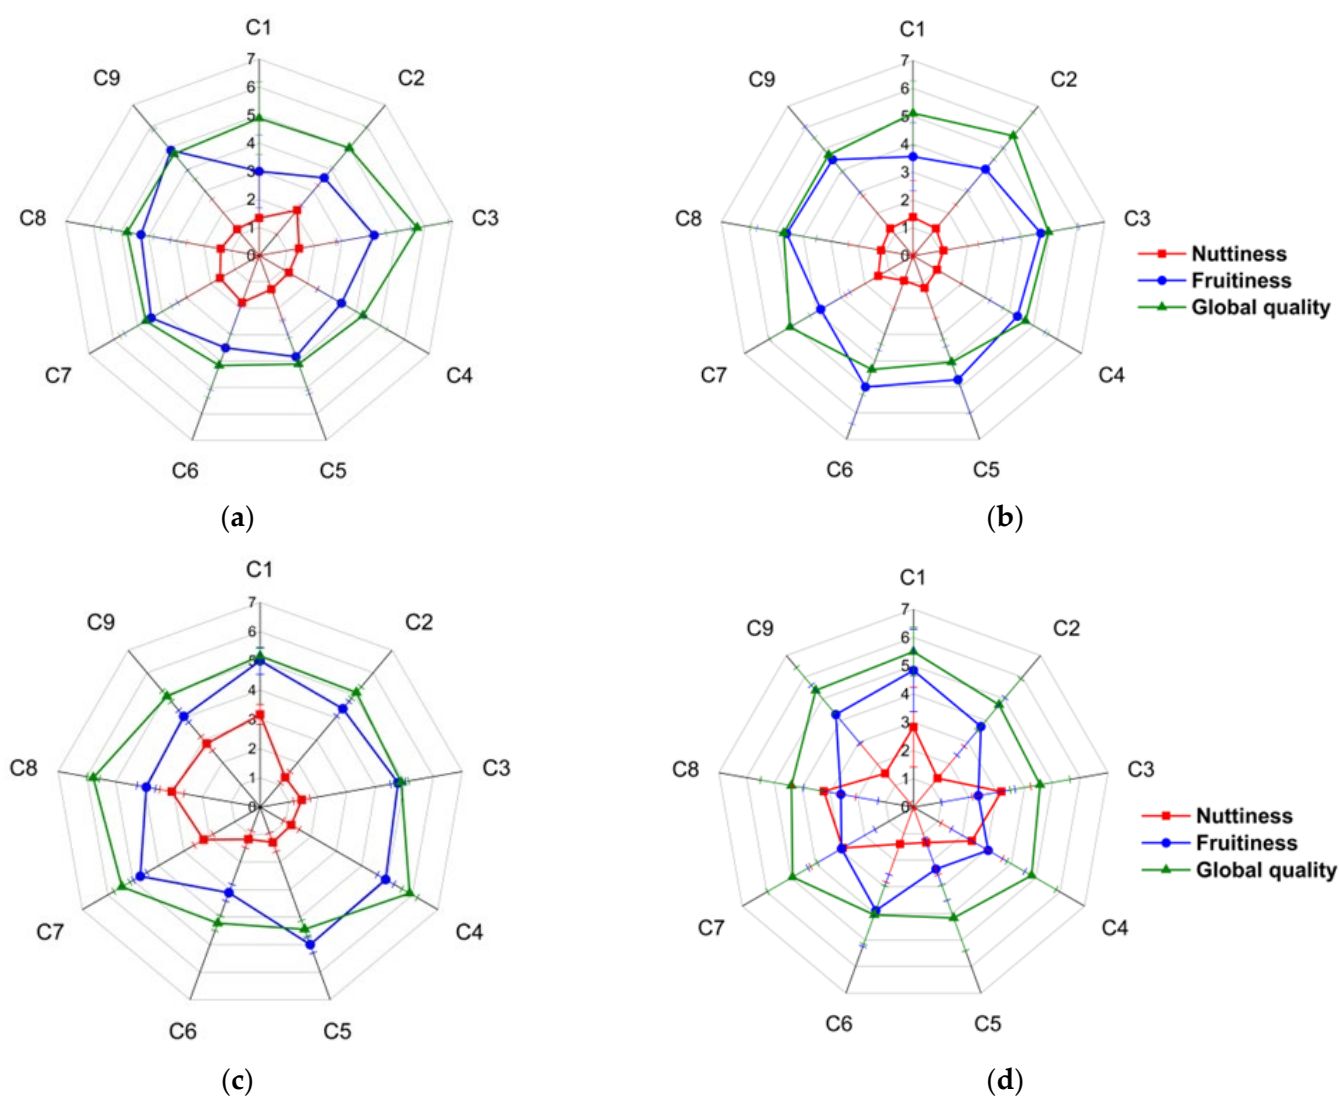 C1
C9
C2
7
6
5
4
3
2
1
0
C8
C3
C7
C4
C6
C5
(a)
C1
C9
C2
7
6
5
4
3
2
1
0
C8
C3
C7
C4
C6
C5
(b)
Nuttiness
Fruitiness
Global quality
C1
C9
C2
7
6
5
4
3
2
1
0
C8
C3
C7
C4
C6
C5
(c)
C1
C9
C2
7
6
5
4
3
2
1
0
C8
C3
C7
C4
C6
C5
(d)
Nuttiness
Fruitiness
Global quality